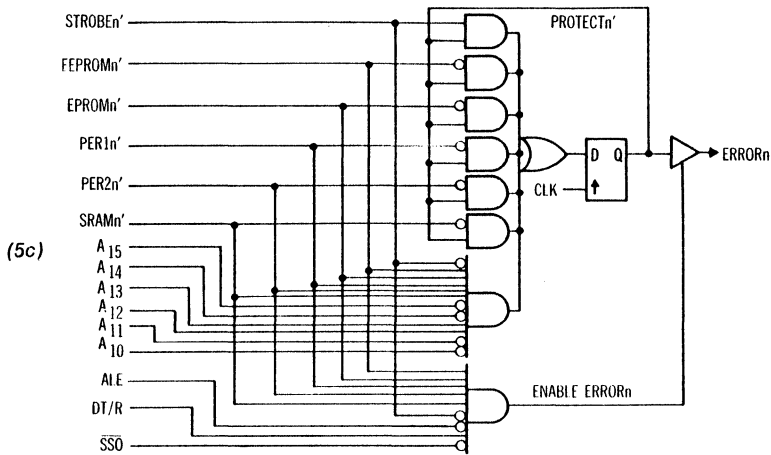 STROBEn'
PROTECTn'
FEPROMn'
EPROMn'
PER1n'
D Q
ERRORn
PER2n'
CLK
SRAMn'
(5c)
A15
A14
A13
A12
A11
A10
ALE
ENABLE ERRORn
DT/R
SSO